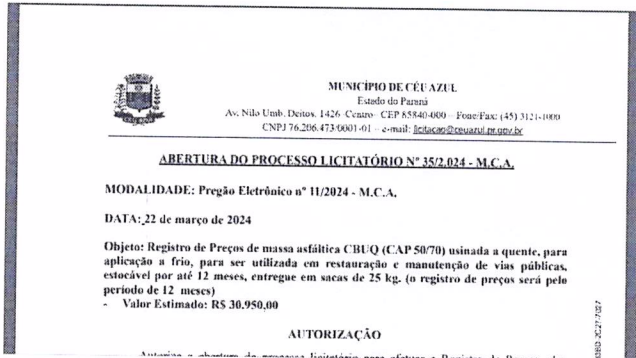 MUNICÍPIO DE CÉU AZUL
Estado do Paraná
Av. Nilo Umb. Deitos, 1426 -Centro- CEP 85840-000 – Fone/Fax: (45) 3121-1000
CNPJ 76.206.473/0001-01 – e-mail: licitacao@ceuazul.pr.gov.br
ABERTURA DO PROCESSO LICITATÓRIO Nº 35/2.024 - M.C.A.
MODALIDADE: Pregão Eletrônico nº 11/2024 - M.C.A.
DATA: 22 de março de 2024
Objeto: Registro de Preços de massa asfáltica CBUQ (CAP 50/70) usinada a quente, para
aplicação a frio, para ser utilizada em restauração e manutenção de vias públicas,
estocável por até 12 meses, entregue em sacas de 25 kg. (o registro de preços será pelo
período de 12 meses)
- Valor Estimado: R$ 30.950,00
AUTORIZAÇÃO